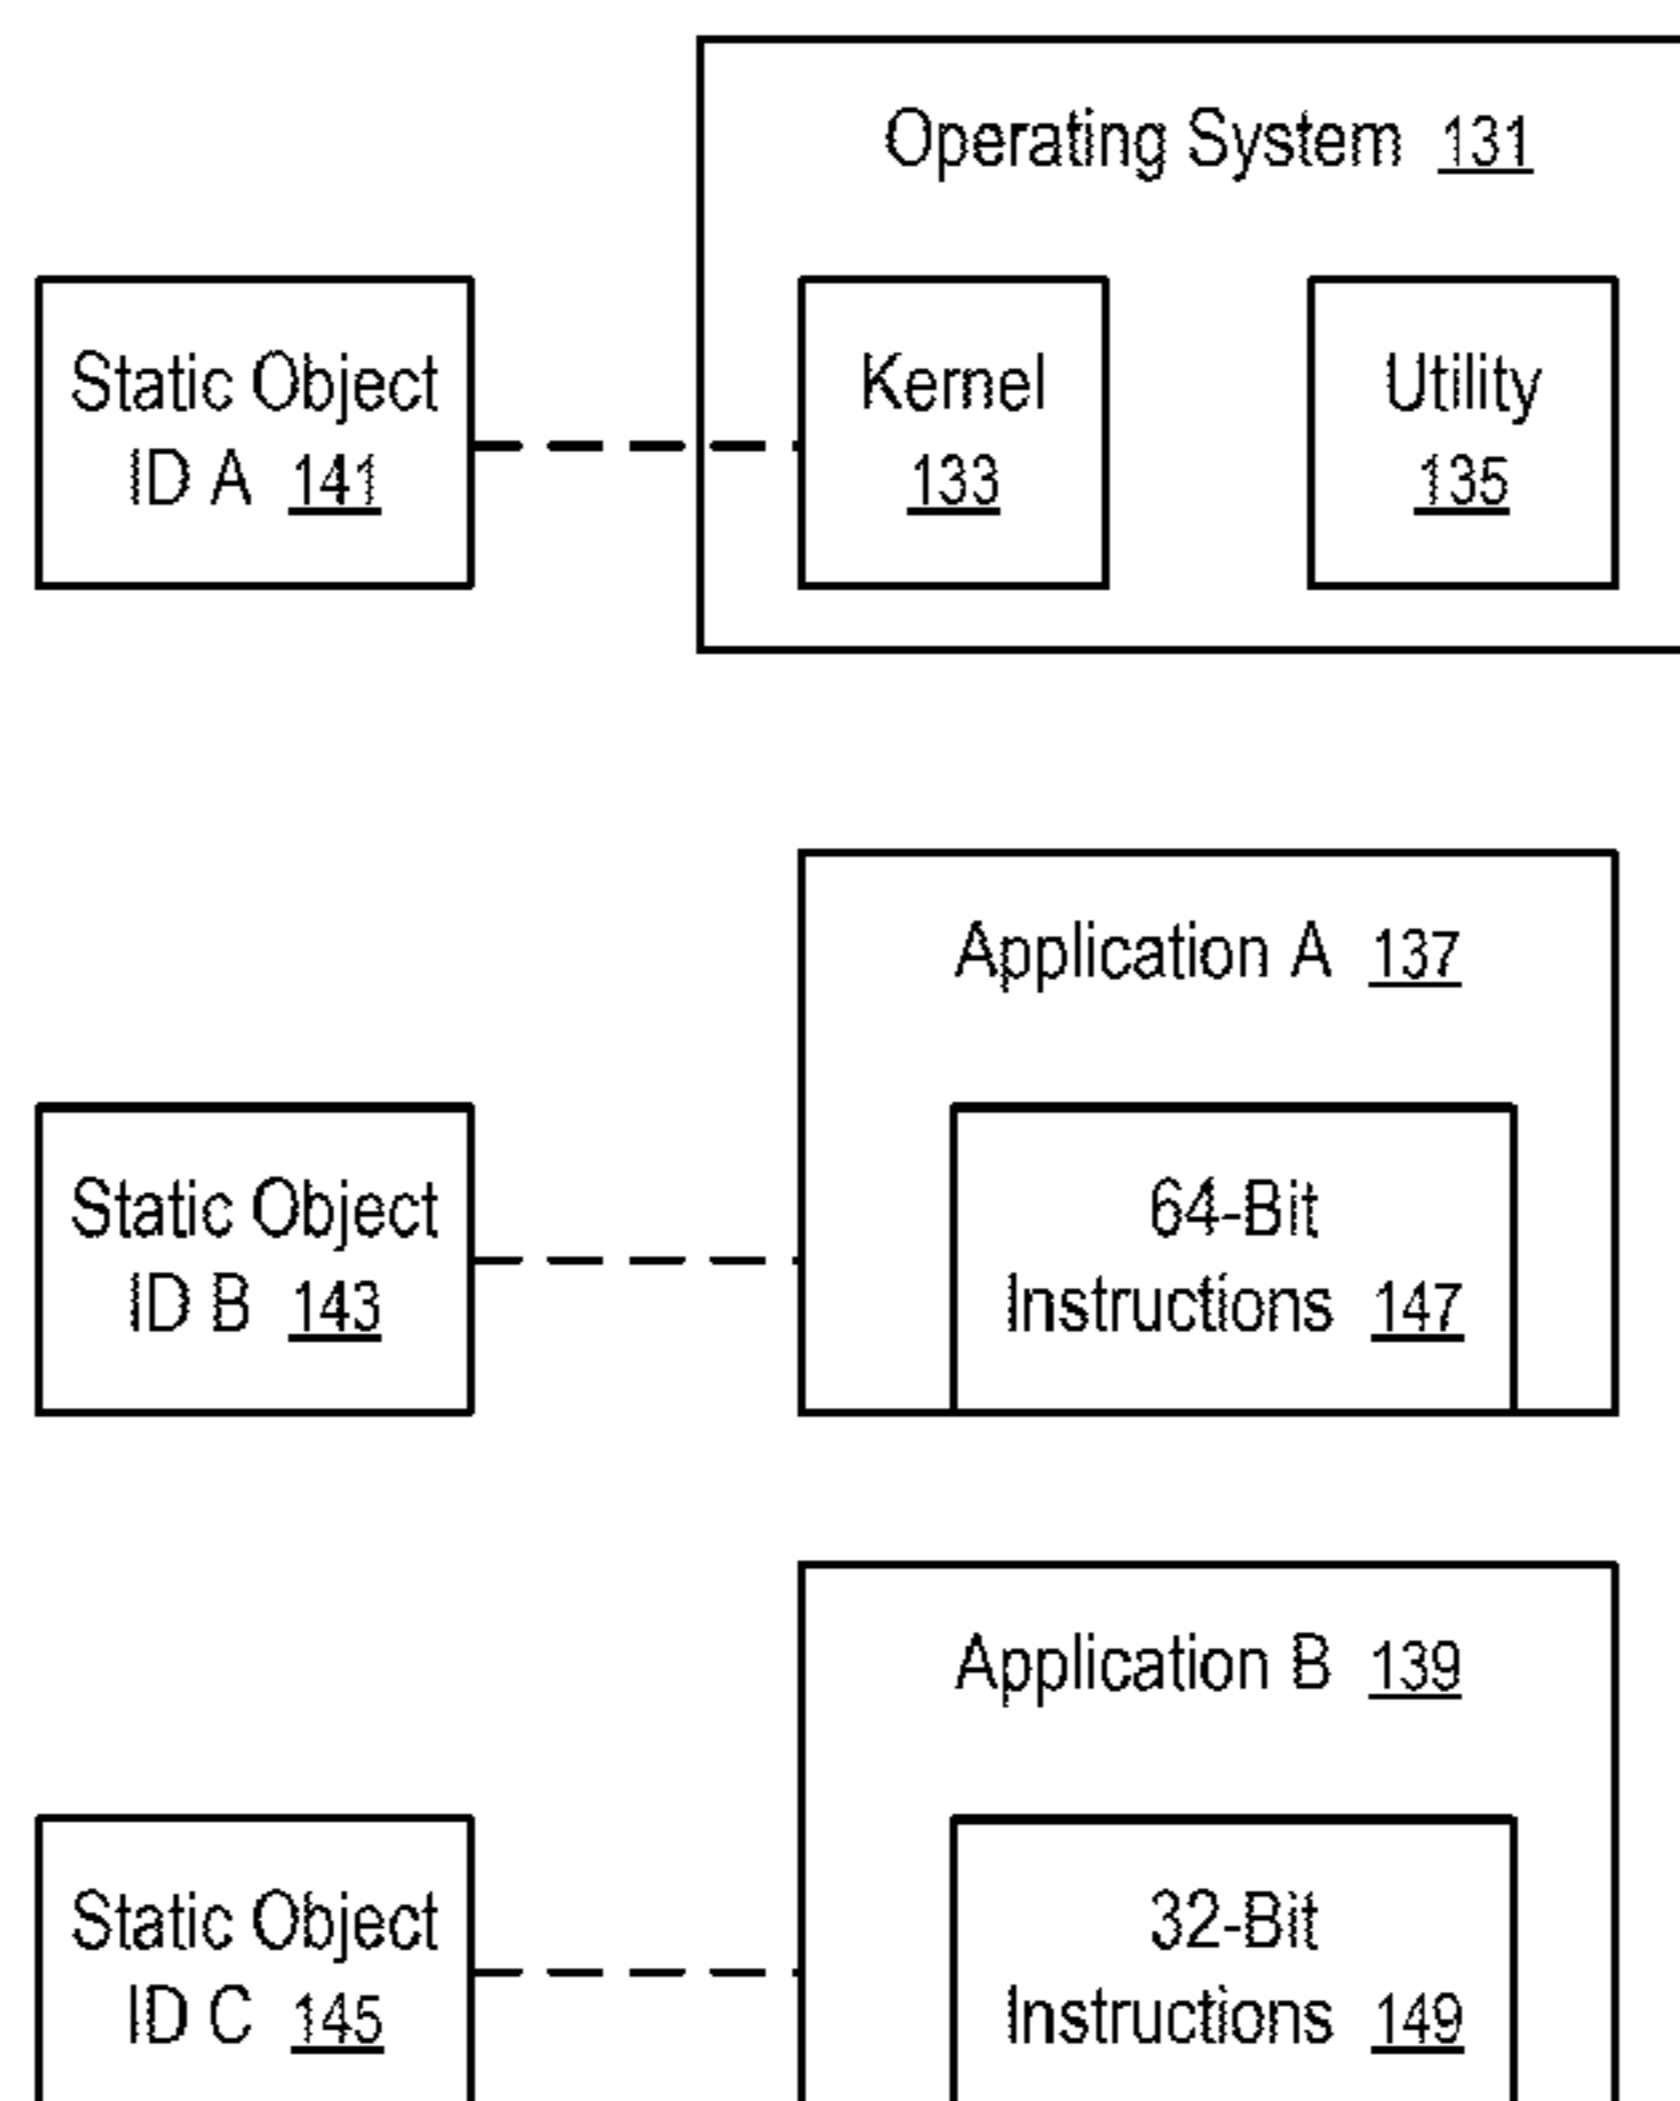 Operating System 131
Static Object
ID A 141
Kernel
133
Utility
135
Application A 137
Static Object
ID B 143
64-Bit
Instructions 147
Application B 139
Static Object
ID C 145
32-Bit
Instructions 149